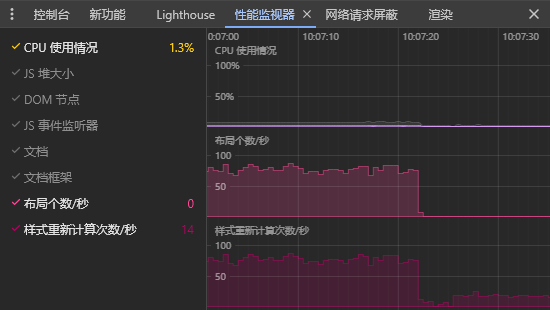 控制台 新功能 Lighthouse 性能监视器 网络请求屏蔽 渲染
CPU 使用情况 1.3%
JS 堆大小
DOM 节点
JS 事件监听器
文档
文档框架
布局个数/秒 0
样式重新计算次数/秒 14
0:07:00 10:07:10 10:07:20 10:07:30
CPU 使用情况
100%
50%
布局个数/秒
100
50
样式重新计算次数/秒
100
50